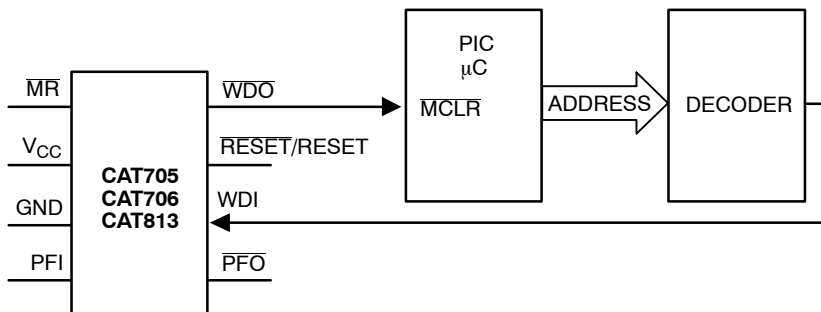 MR
VCC
GND
PFI
CAT705
CAT706
CAT813
WDO
RESET/RESET
WDI
PFO
PIC
μC
MCLR
ADDRESS
DECODER